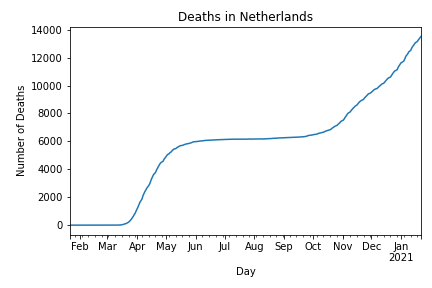 Deaths in Netherlands
14000
12000
10000
8000
6000
4000
2000
0
Number of Deaths
Feb Mar Apr May Jun Jul Aug Sep Oct Nov Dec Jan
2021
Day